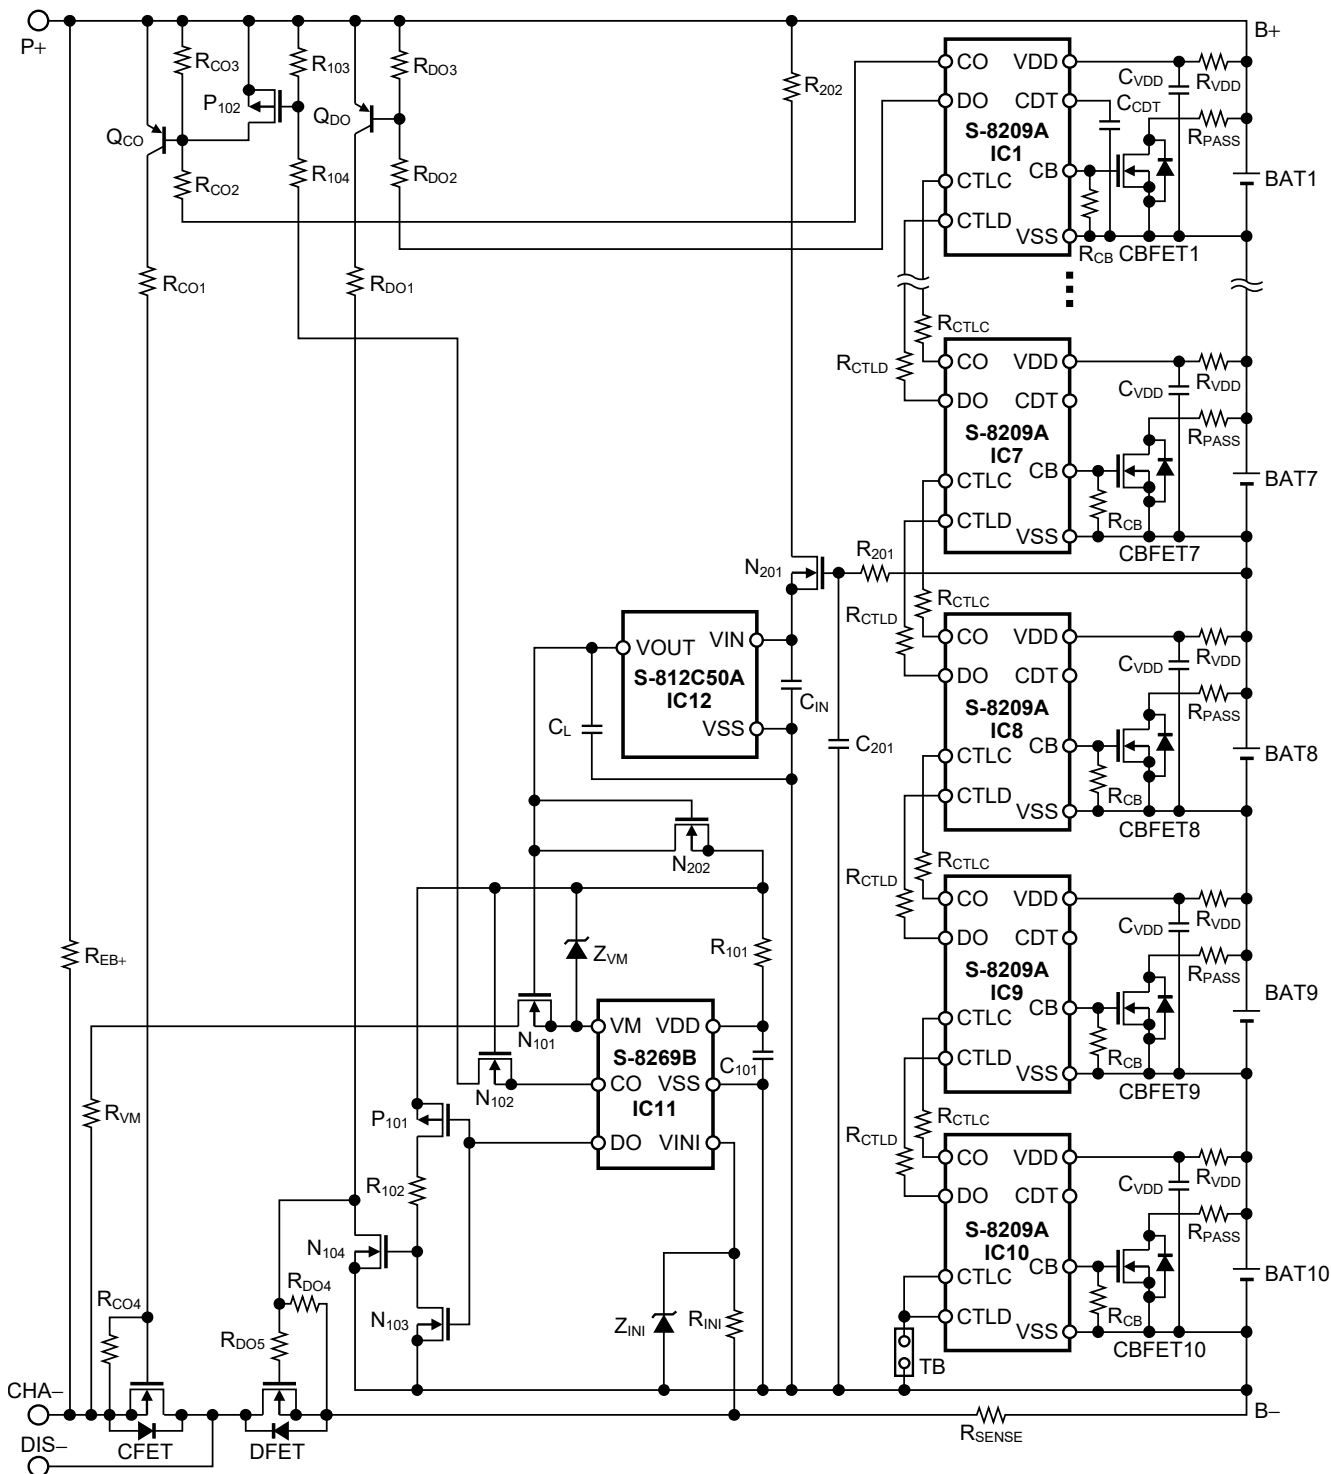 P+
B+
RCO3
R103
RDO3
P102
QDO
QCO
RCO2
R104
RDO2
R202
RCO1
RDO1
CO VDD
DO CDT
S-8209A
IC1
CB
CTLC
CTLD
VSS
CVDD
RVDD
CCDT
RPASS
BAT1
RCB
CBFET1
RCTLC
RCTLD
CO VDD
DO CDT
S-8209A
IC7
CB
CTLC
CTLD
VSS
CVDD
RVDD
RPASS
BAT7
RCB
CBFET7
R201
N201
RCTLC
RCTLD
VOUT VIN
S-812C50A
IC12
VSS
CIN
CL
C201
CO VDD
DO CDT
S-8209A
IC8
CB
CTLC
CTLD
VSS
CVDD
RVDD
RPASS
BAT8
RCB
CBFET8
N202
RCTLC
RCTLD
CO VDD
DO CDT
S-8209A
IC9
CB
CTLC
CTLD
VSS
CVDD
RVDD
RPASS
BAT9
RCB
CBFET9
REB+
ZVM
R101
N101
VM VDD
S-8269B
CO VSS
IC11
DO VINI
C101
N102
RVM
P101
R102
N104
N103
RCTLC
RCTLD
CO VDD
DO CDT
S-8209A
IC10
CB
CTLC
CTLD
VSS
CVDD
RVDD
RPASS
BAT10
RCB
CBFET10
RCO4
RDO4
RDO5
ZINI
RINI
TB
CHA−
B−
DIS−
CFET
DFET
RSENSE